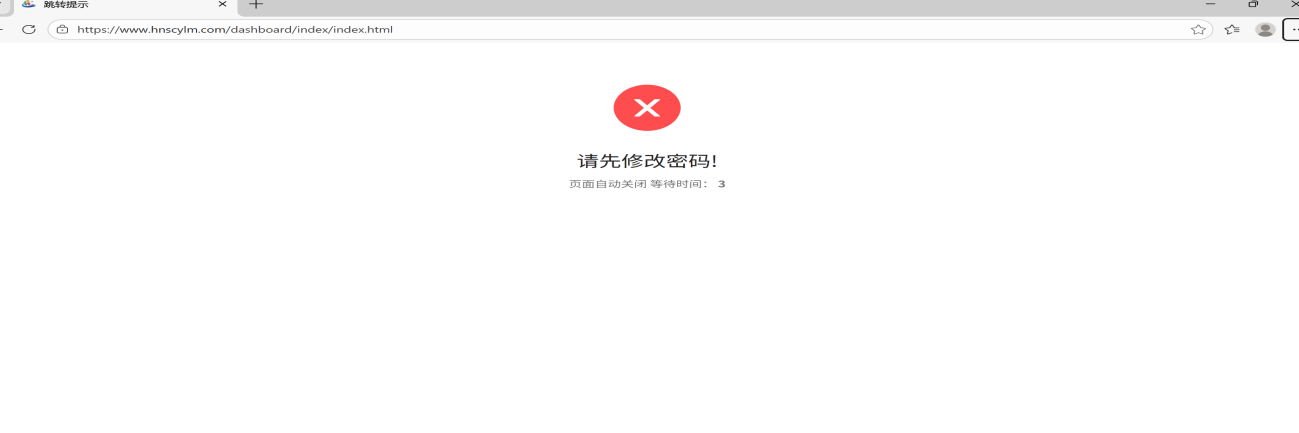 跳转提示
https://www.hnscylm.com/dashboard/index/index.html
请先修改密码!
页面自动关闭 等待时间： 3